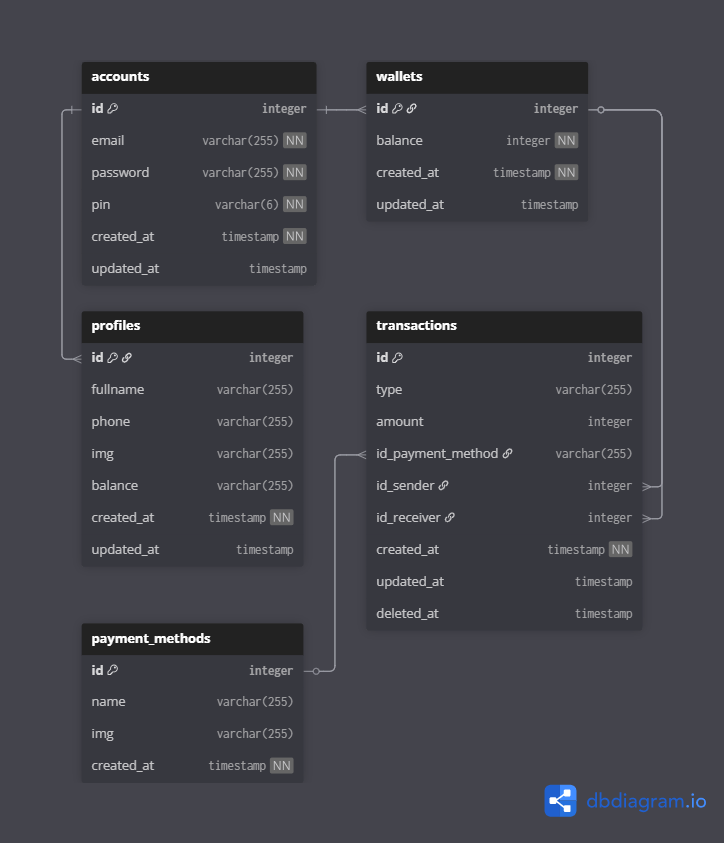 accounts
id integer
email varchar(255) NN
password varchar(255) NN
pin varchar(6) NN
created_at timestamp NN
updated_at timestamp
wallets
id integer
balance integer NN
created_at timestamp NN
updated_at timestamp
profiles
id integer
fullname varchar(255)
phone varchar(255)
img varchar(255)
balance varchar(255)
created_at timestamp NN
updated_at timestamp
transactions
id integer
type varchar(255)
amount integer
id_payment_method varchar(255)
id_sender integer
id_receiver integer
created_at timestamp NN
updated_at timestamp
deleted_at timestamp
payment_methods
id integer
name varchar(255)
img varchar(255)
created_at timestamp NN
dbdiagram.io